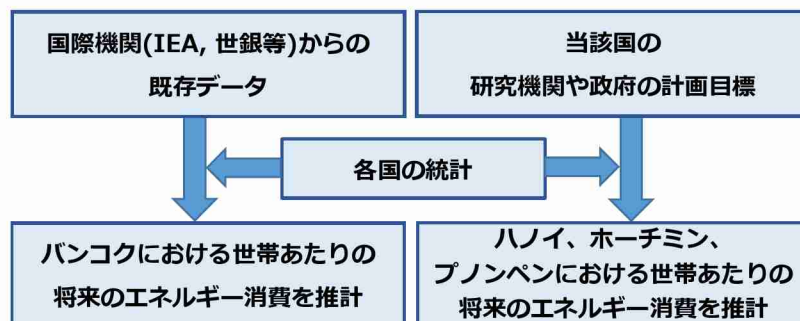 国際機関(IEA, 世銀等)からの
既存データ
当該国の
研究機関や政府の計画目標
各国の統計
バンコクにおける世帯あたりの
将来のエネルギー消費を推計
ハノイ、ホーチミン、
プノンペンにおける世帯あたりの
将来のエネルギー消費を推計